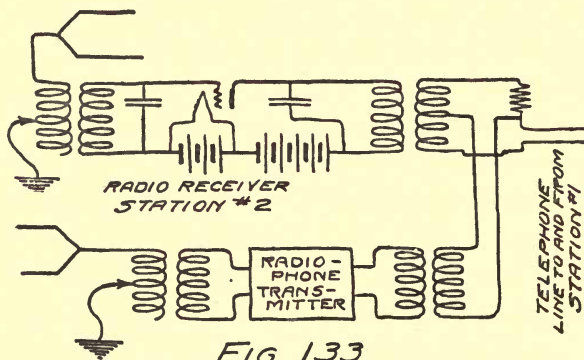 RADIO RECEIVER
STATION #2
RADIO-
PHONE
TRANS-
MITTER
TELEPHONE
LINE TO AND FROM
STATION #1
FIG. 133